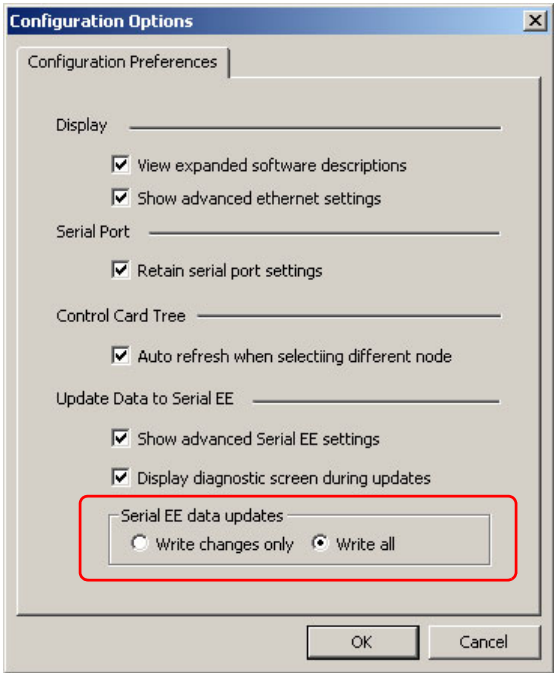 Configuration Options
Configuration Preferences
Display
View expanded software descriptions
Show advanced ethernet settings
Serial Port
Retain serial port settings
Control Card Tree
Auto refresh when selectiing different node
Update Data to Serial EE
Show advanced Serial EE settings
Display diagnostic screen during updates
Serial EE data updates
Write changes only Write all
OK Cancel